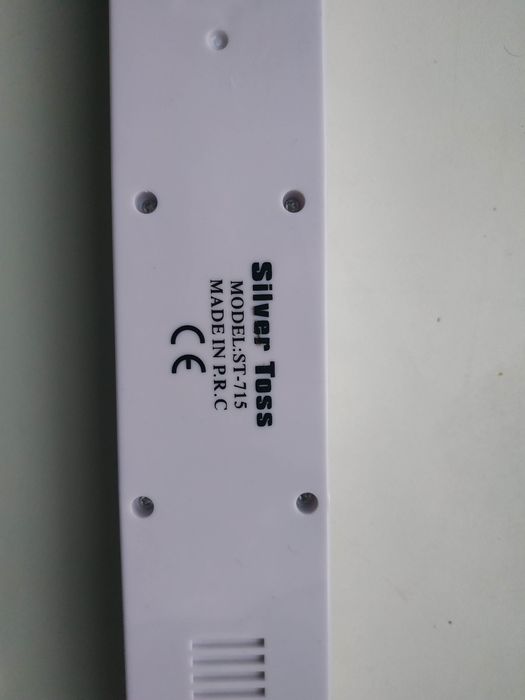 Silver Toss
MODEL:ST-715
MADE IN P.R.C
CE